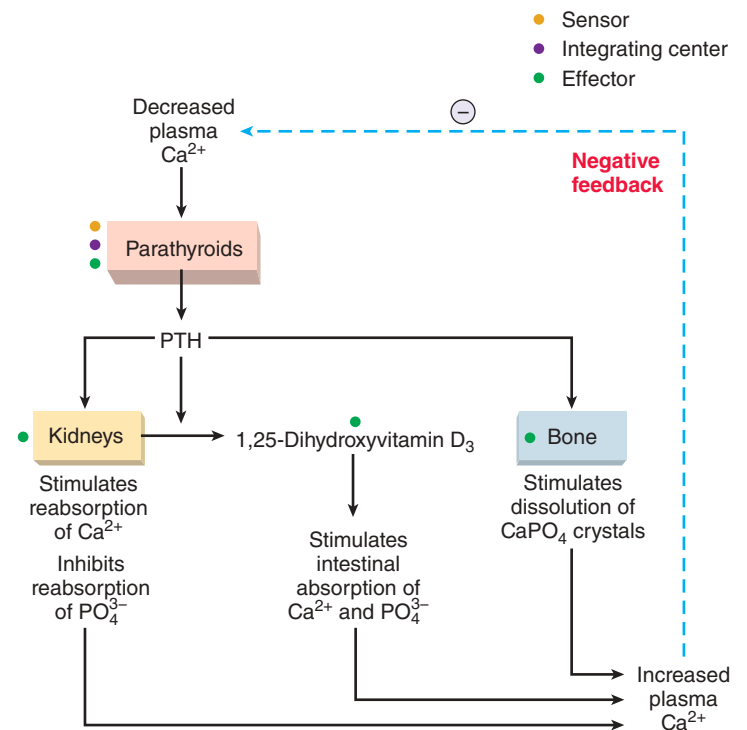 Sensor
Integrating center
Effector
Decreased
plasma
Ca²⁺
−
Negative
feedback
Parathyroids
PTH
Kidneys
1,25-Dihydroxyvitamin D₃
Bone
Stimulates
reabsorption
of Ca²⁺
Inhibits
reabsorption
of PO₄³⁻
Stimulates
intestinal
absorption of
Ca²⁺ and PO₄³⁻
Stimulates
dissolution of
CaPO₄ crystals
Increased
plasma
Ca²⁺